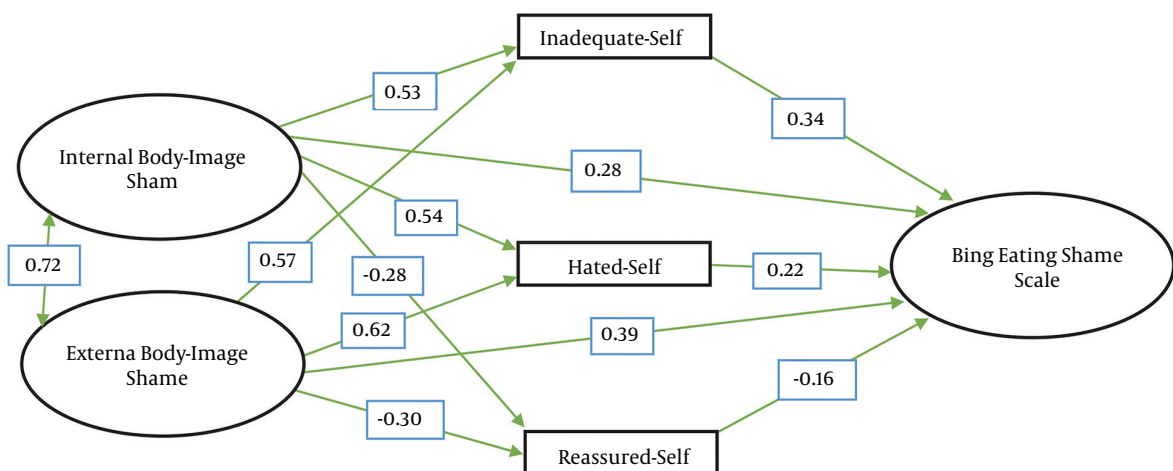 Inadequate-Self
0.53
0.34
Internal Body-Image
Sham
0.28
0.54
0.72
0.57
-0.28
Hated-Self
0.22
Bing Eating Shame
Scale
0.62
0.39
Externa Body-Image
Shame
-0.30
-0.16
Reassured-Self